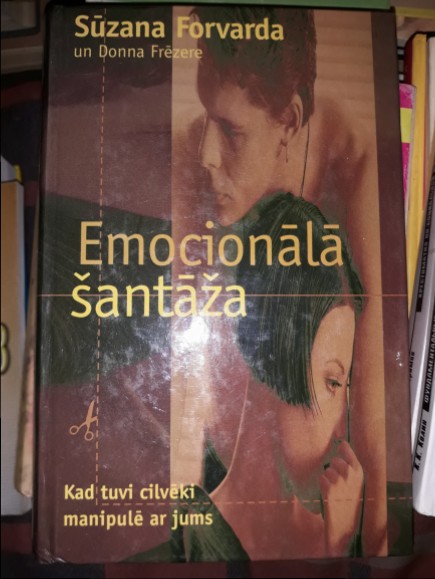 Sūzana Forvarda
un Donna Frēzere
Emocionālā
šantāža
Kad tuvi cilvēki
manipulē ar jums